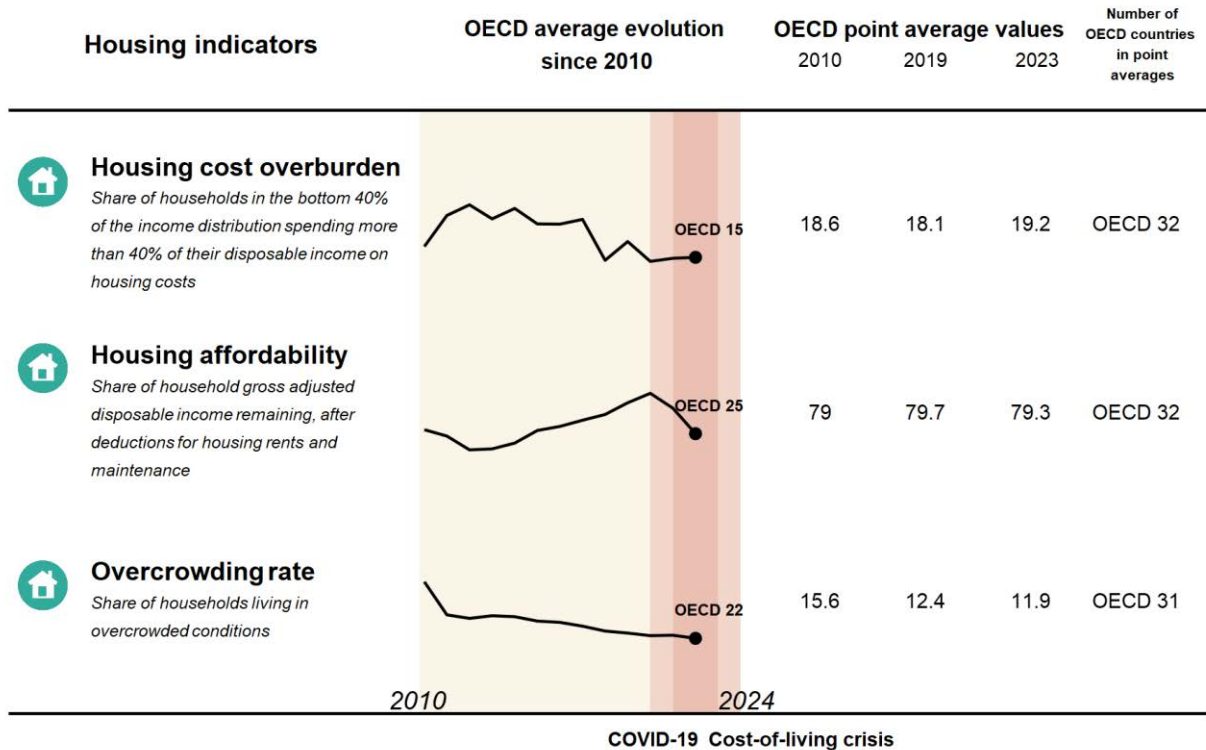 Housing indicators
OECD average evolution
since 2010
OECD point average values
2010 2019 2023
Number of
OECD countries
in point
averages
Housing cost overburden
Share of households in the bottom 40%
of the income distribution spending more
than 40% of their disposable income on
housing costs
OECD 15
18.6 18.1 19.2 OECD 32
Housing affordability
Share of household gross adjusted
disposable income remaining, after
deductions for housing rents and
maintenance
OECD 25
79 79.7 79.3 OECD 32
Overcrowding rate
Share of households living in
overcrowded conditions
OECD 22
15.6 12.4 11.9 OECD 31
2010 2024
COVID-19 Cost-of-living crisis